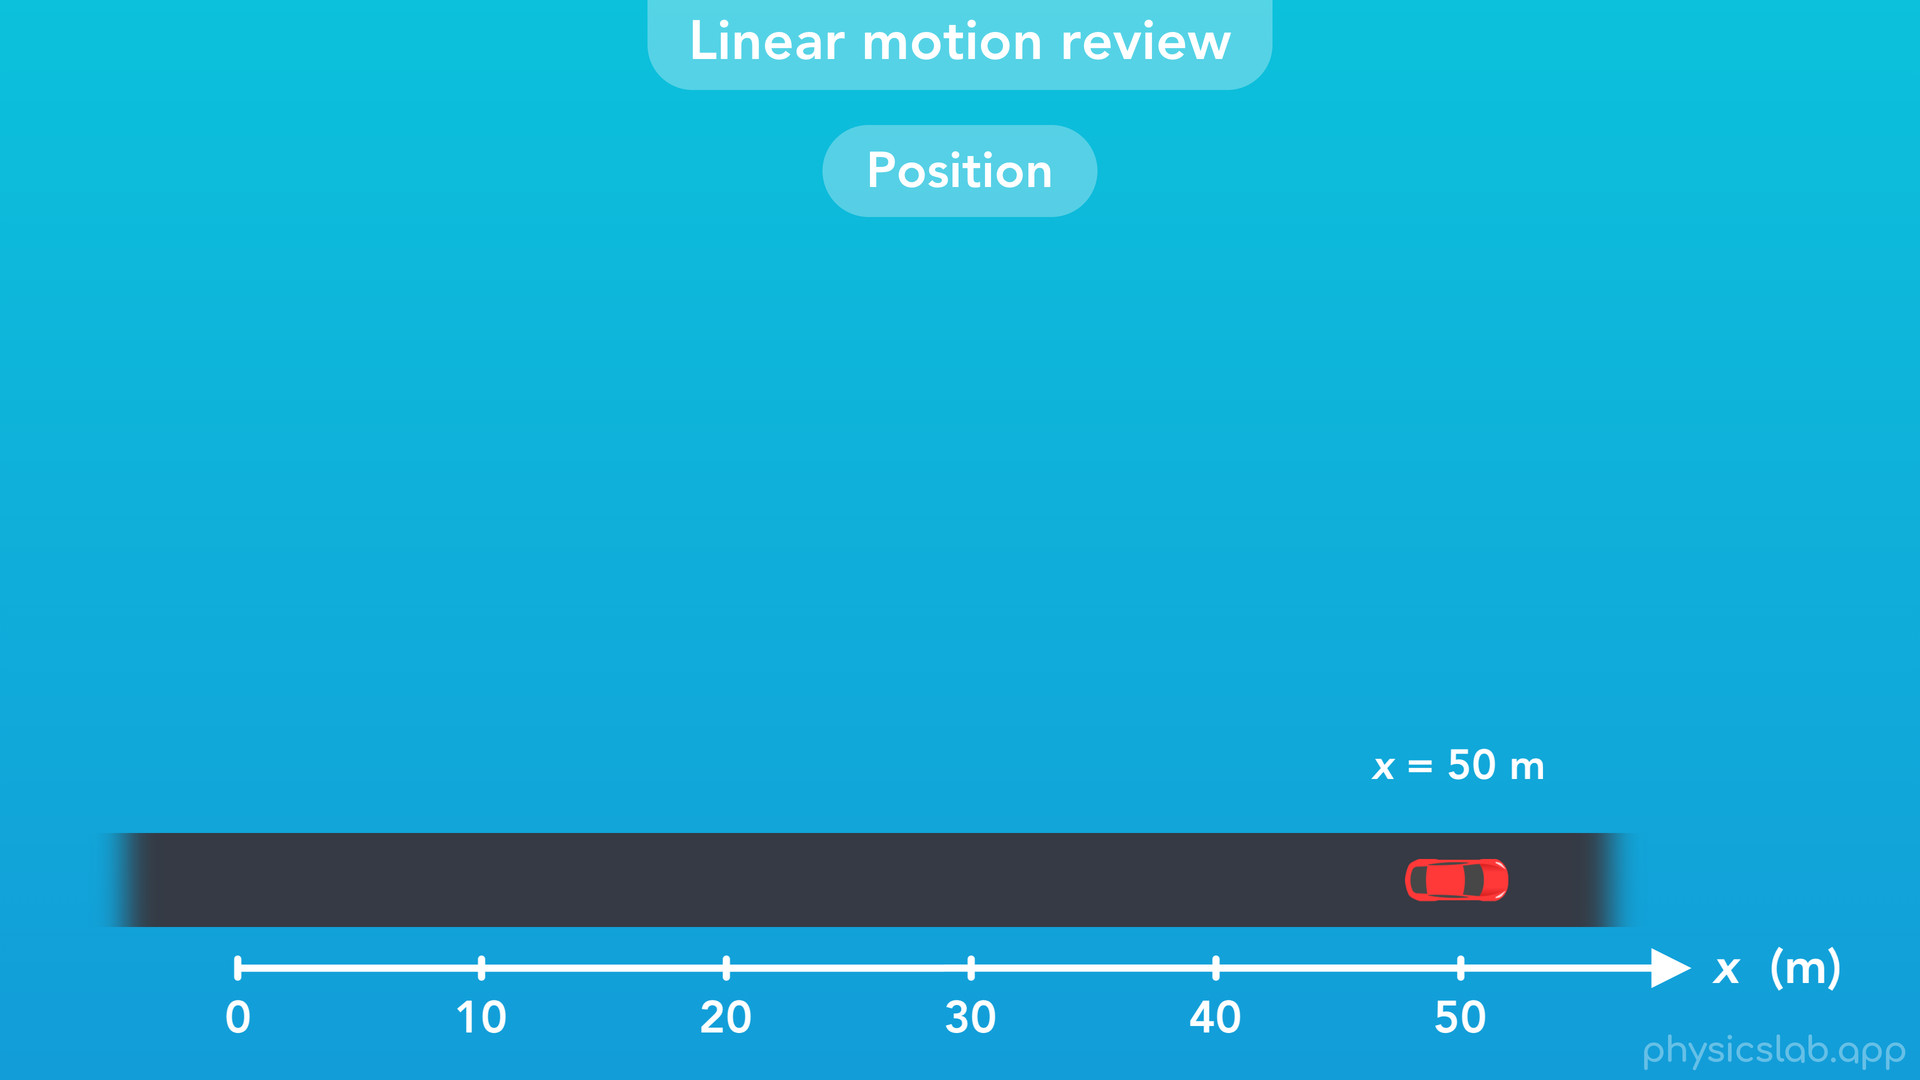 Linear motion review
Position
x = 50 m
x (m)
0 10 20 30 40 50
physicslab.app